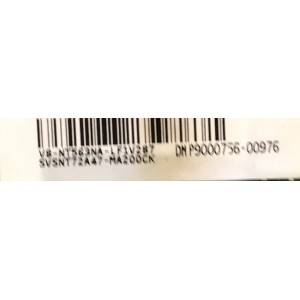 V8-NT563NA-LF1V287
SVSNT72A47-MA200CK
DMP9000756-00976